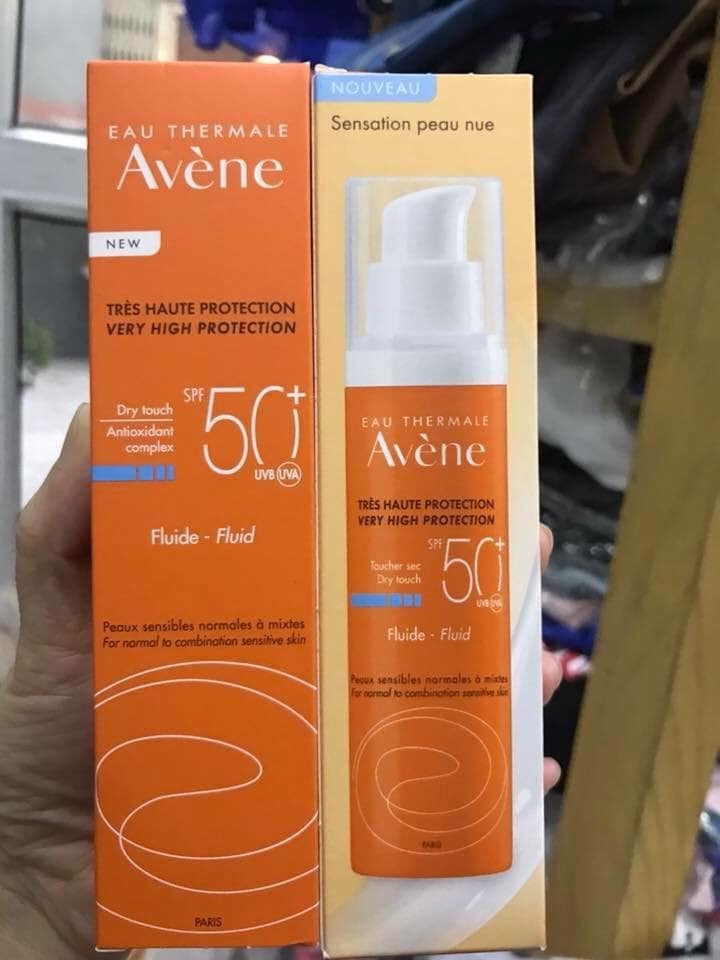 EAU THERMALE
Avène
NEW
TRÈS HAUTE PROTECTION
VERY HIGH PROTECTION
Dry touch
Antioxidant
complex
SPF 50+
UVB UVA
Fluide - Fluid
Peaux sensibles normales à mixtes
For normal to combination sensitive skin
PARIS
NOUVEAU
Sensation peau nue
EAU THERMALE
Avène
TRÈS HAUTE PROTECTION
VERY HIGH PROTECTION
Toucher sec
Dry touch
SPF 50+
UVB UVA
Fluide - Fluid
Peaux sensibles normales à mixtes
For normal to combination sensitive skin
PARIS